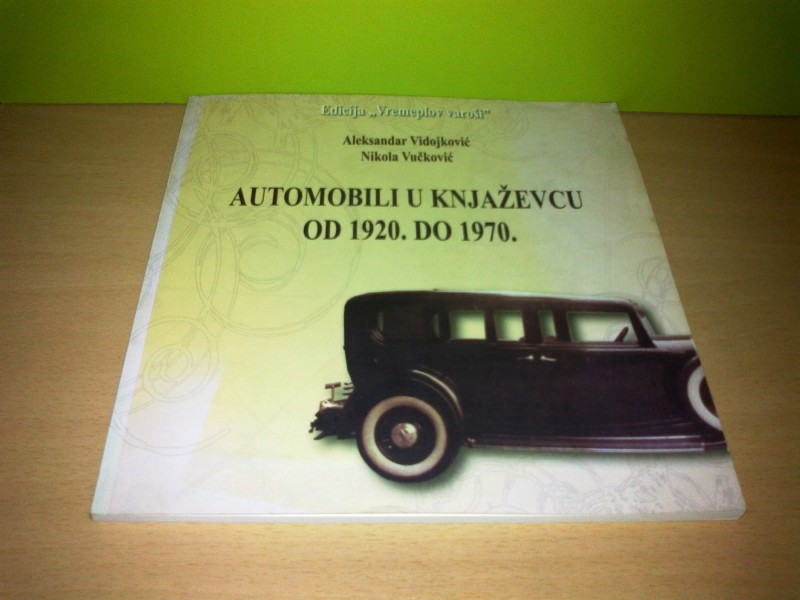 Edicija „Vremeplov varoši“
Aleksandar Vidojković
Nikola Vučković
AUTOMOBILI U KNJAŽEVCU
OD 1920. DO 1970.